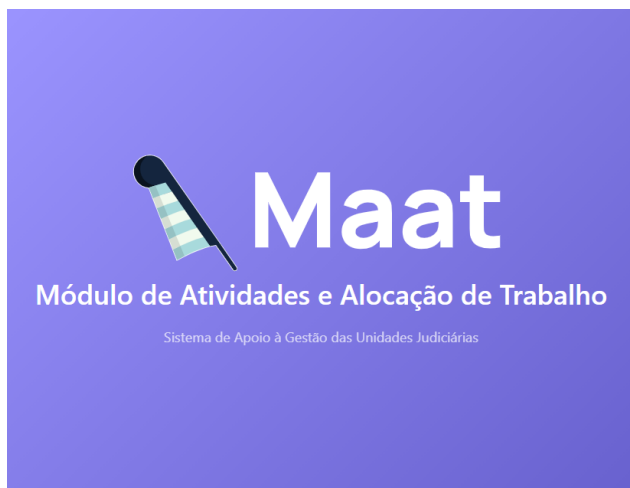 Maat
Módulo de Atividades e Alocação de Trabalho
Sistema de Apoio à Gestão das Unidades Judiciárias